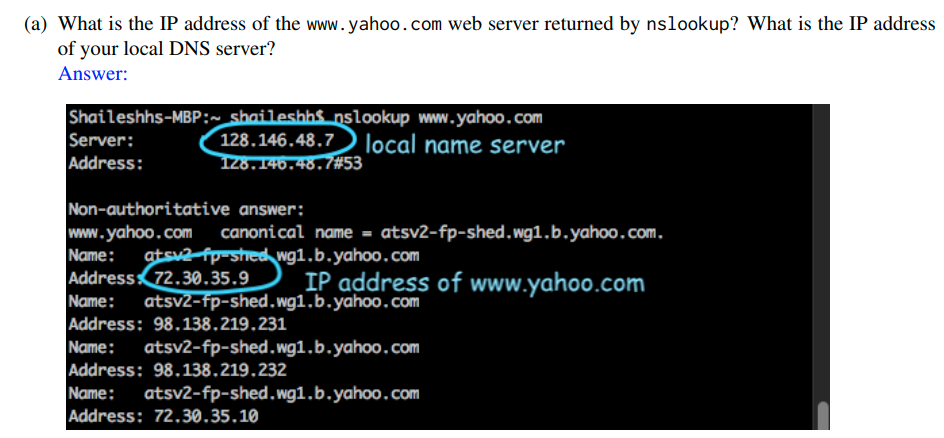 (a) What is the IP address of the www.yahoo.com web server returned by nslookup? What is the IP address
of your local DNS server?
Answer:
Shaileshhs-MBP:~ shaileshh$ nslookup www.yahoo.com
Server: 128.146.48.7 local name server
Address: 128.146.48.7#53
Non-authoritative answer:
www.yahoo.com canonical name = atsv2-fp-shed.wg1.b.yahoo.com.
Name: atsv2-fp-shed.wg1.b.yahoo.com
Address: 72.30.35.9 IP address of www.yahoo.com
Name: atsv2-fp-shed.wg1.b.yahoo.com
Address: 98.138.219.231
Name: atsv2-fp-shed.wg1.b.yahoo.com
Address: 98.138.219.232
Name: atsv2-fp-shed.wg1.b.yahoo.com
Address: 72.30.35.10